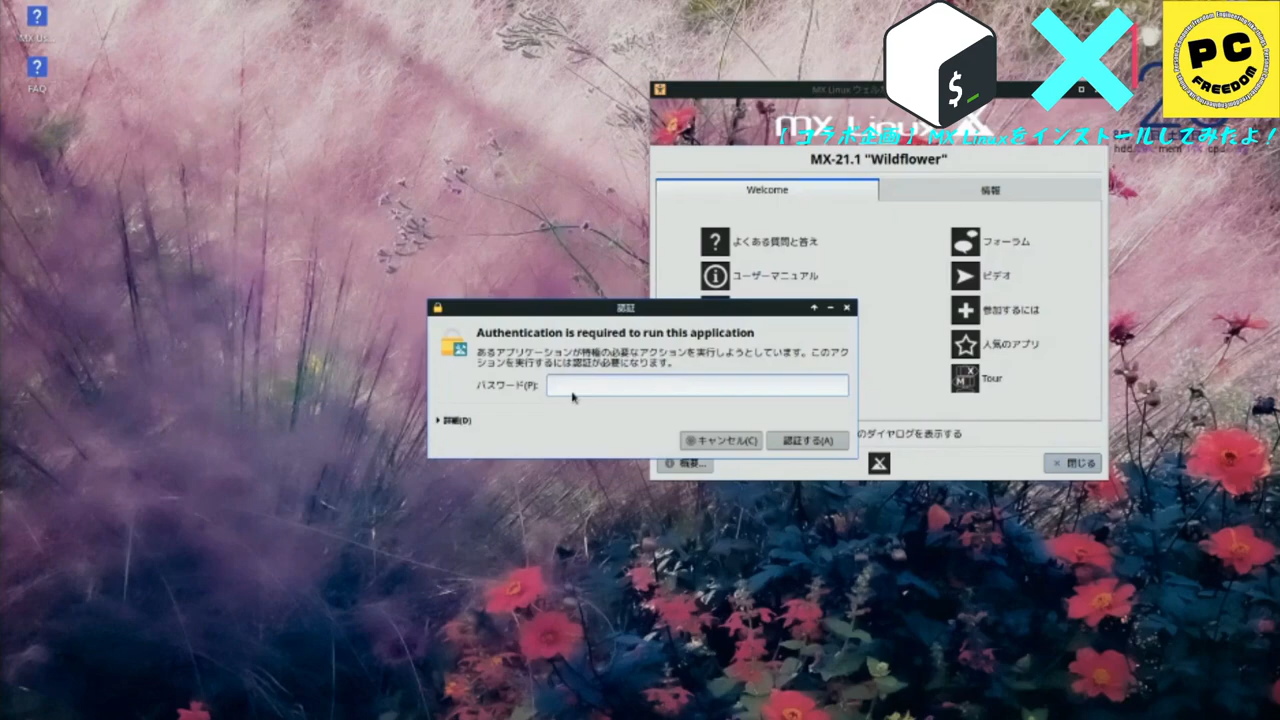 MX Us...
FAQ
PC
FREEDOM
$
MX Linux
【コラボ企画】 MX Linuxをインストールしてみたよ！
MX-21.1 "Wildflower"
Welcome
情報
よくある質問と答え
フォーラム
ユーザーマニュアル
ビデオ
参加するには
人気のアプリ
Tour
認証
Authentication is required to run this application
あるアプリケーションが特権の必要なアクションを実行しようとしています。このアク
ションを実行するには認証が必要になります。
パスワード(P):
詳細(D)
キャンセル(C)
認証する(A)
のダイアログを表示する
概要...
閉じる